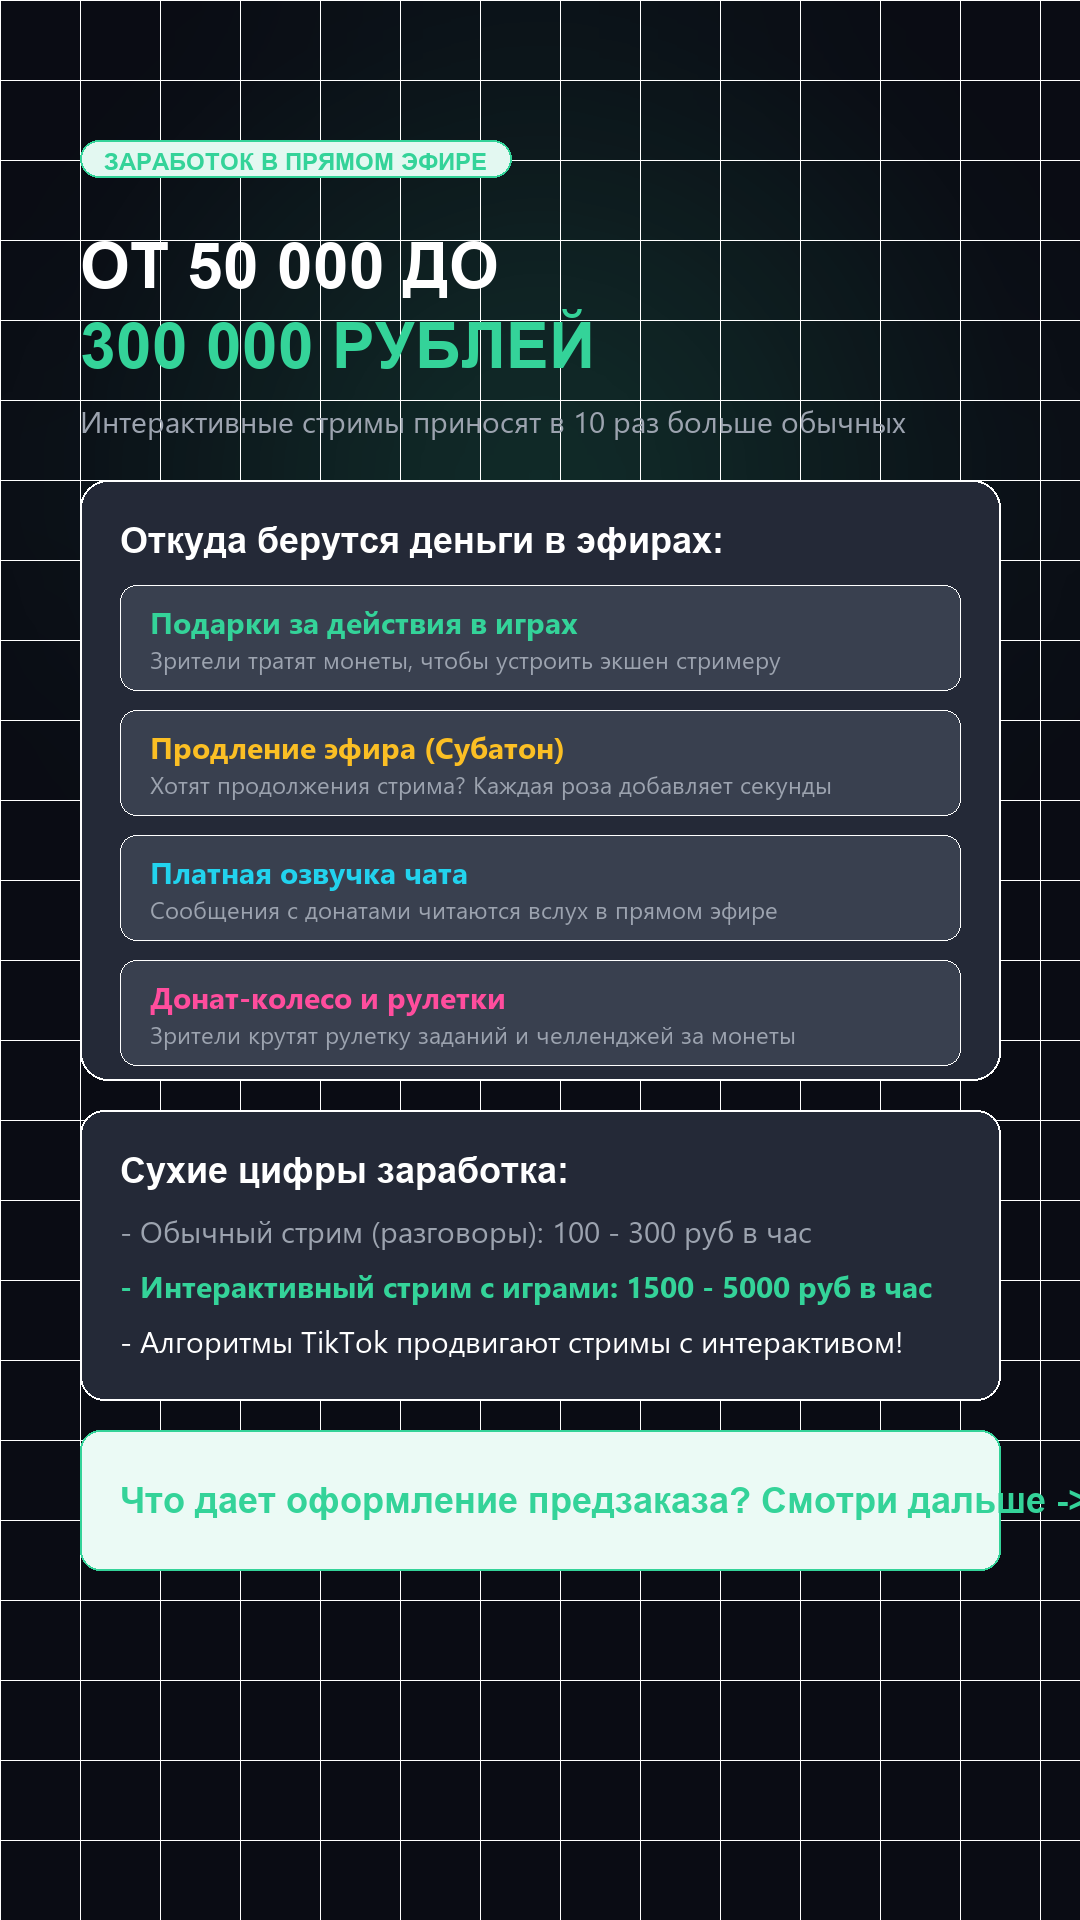 ЗАРАБОТОК В ПРЯМОМ ЭФИРЕ
ОТ 50 000 ДО
300 000 РУБЛЕЙ
Интерактивные стримы приносят в 10 раз больше обычных
Откуда берутся деньги в эфирах:
Подарки за действия в играх
Зрители тратят монеты, чтобы устроить экшен стримеру
Продление эфира (Субатон)
Хотят продолжения стрима? Каждая роза добавляет секунды
Платная озвучка чата
Сообщения с донатами читаются вслух в прямом эфире
Донат-колесо и рулетки
Зрители крутят рулетку заданий и челленджей за монеты
Сухие цифры заработка:
- Обычный стрим (разговоры): 100 - 300 руб в час
- Интерактивный стрим с играми: 1500 - 5000 руб в час
- Алгоритмы TikTok продвигают стримы с интерактивом!
Что дает оформление предзаказа? Смотри дальше ->